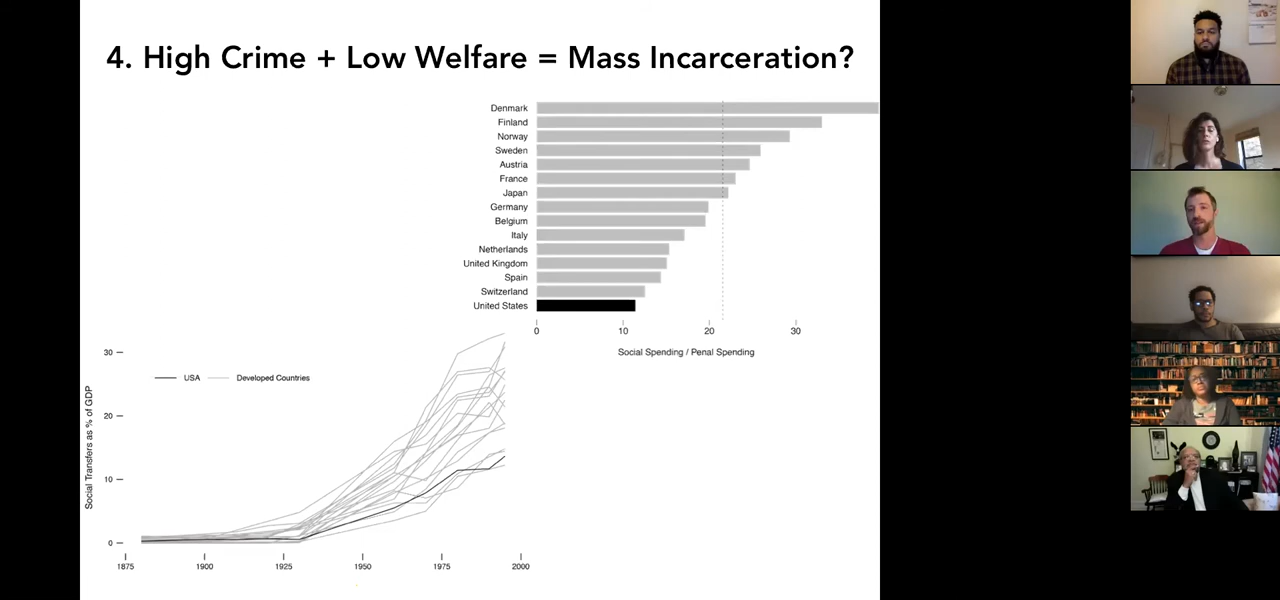 4. High Crime + Low Welfare = Mass Incarceration?
Denmark
Finland
Norway
Sweden
Austria
France
Japan
Germany
Belgium
Italy
Netherlands
United Kingdom
Spain
Switzerland
United States
0 10 20 30
Social Spending / Penal Spending
USA Developed Countries
Social Transfers as % of GDP
30
20
10
0
1875 1900 1925 1950 1975 2000